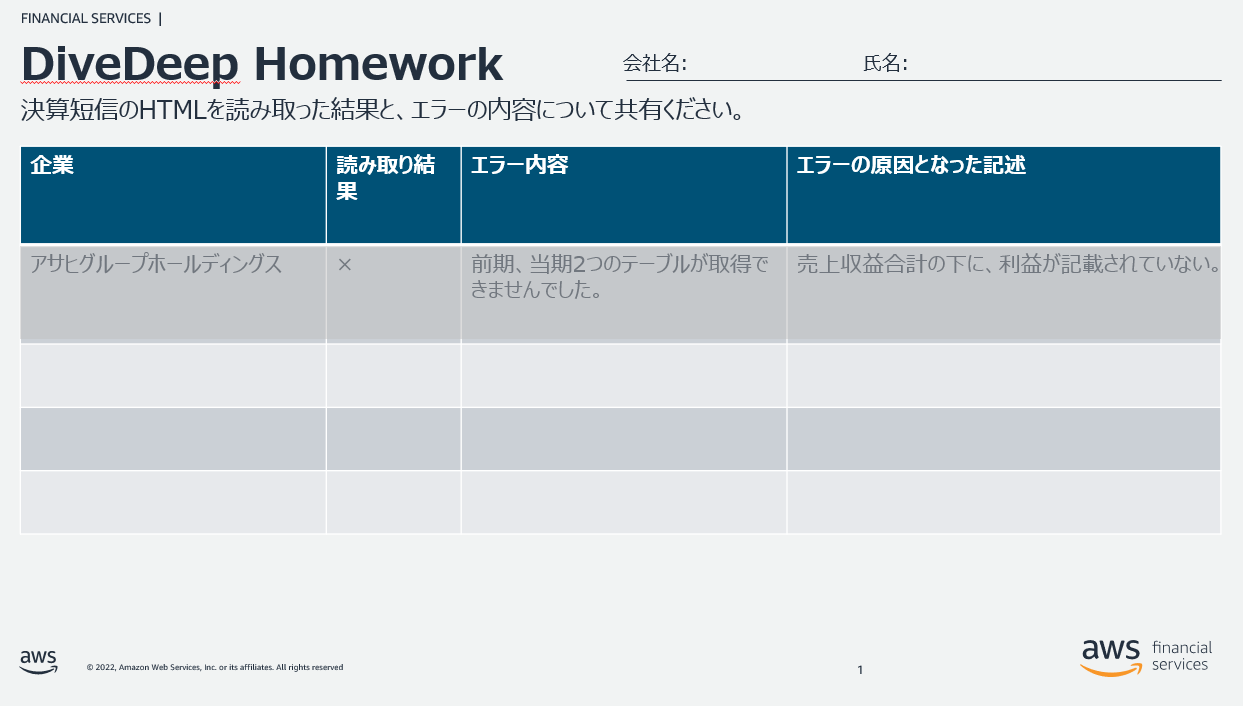 FINANCIAL SERVICES |
DiveDeep Homework
会社名:
氏名:
決算短信のHTMLを読み取った結果と、エラーの内容について共有ください。
企業
読み取り結
果
エラー内容
エラーの原因となった記述
アサヒグループホールディングス
×
前期、当期2つのテーブルが取得で
きませんでした。
売上収益合計の下に、利益が記載されていない。
aws
© 2022, Amazon Web Services, Inc. or its affiliates. All rights reserved
1
aws
financial
services